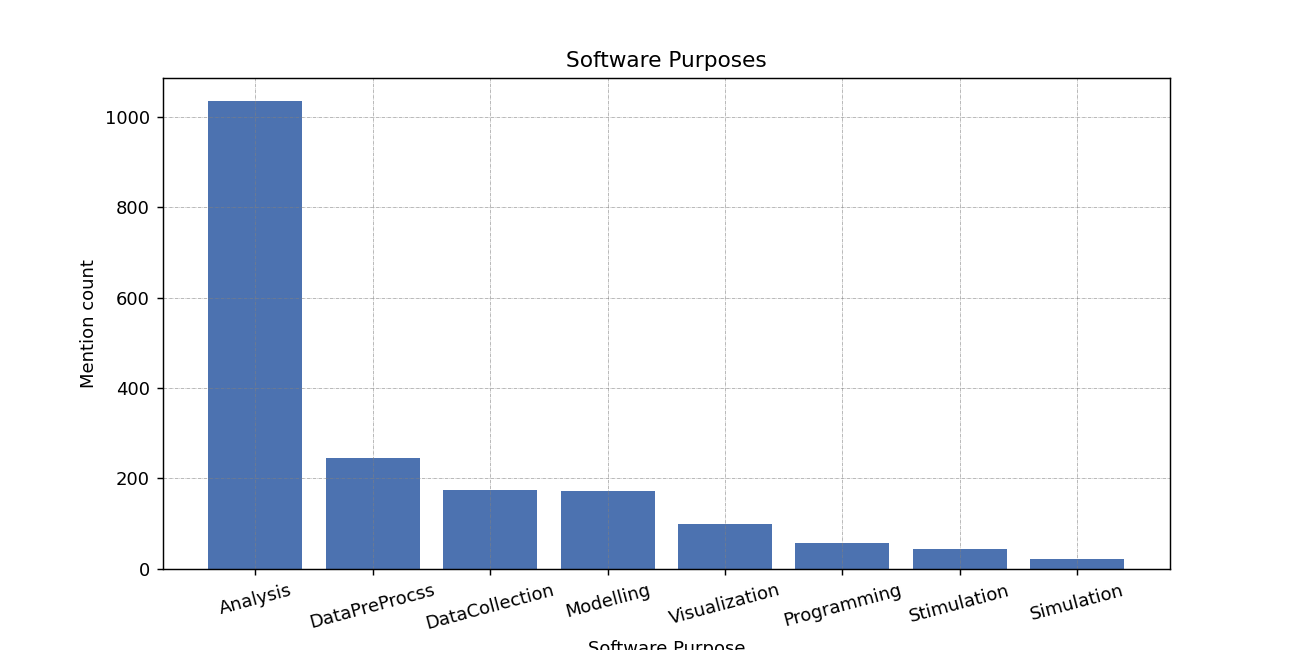 Software Purposes
1000
800
600
400
200
0
Mention count
Analysis
DataPreProcss
DataCollection
Modelling
Visualization
Programming
Stimulation
Simulation
Software Purpose